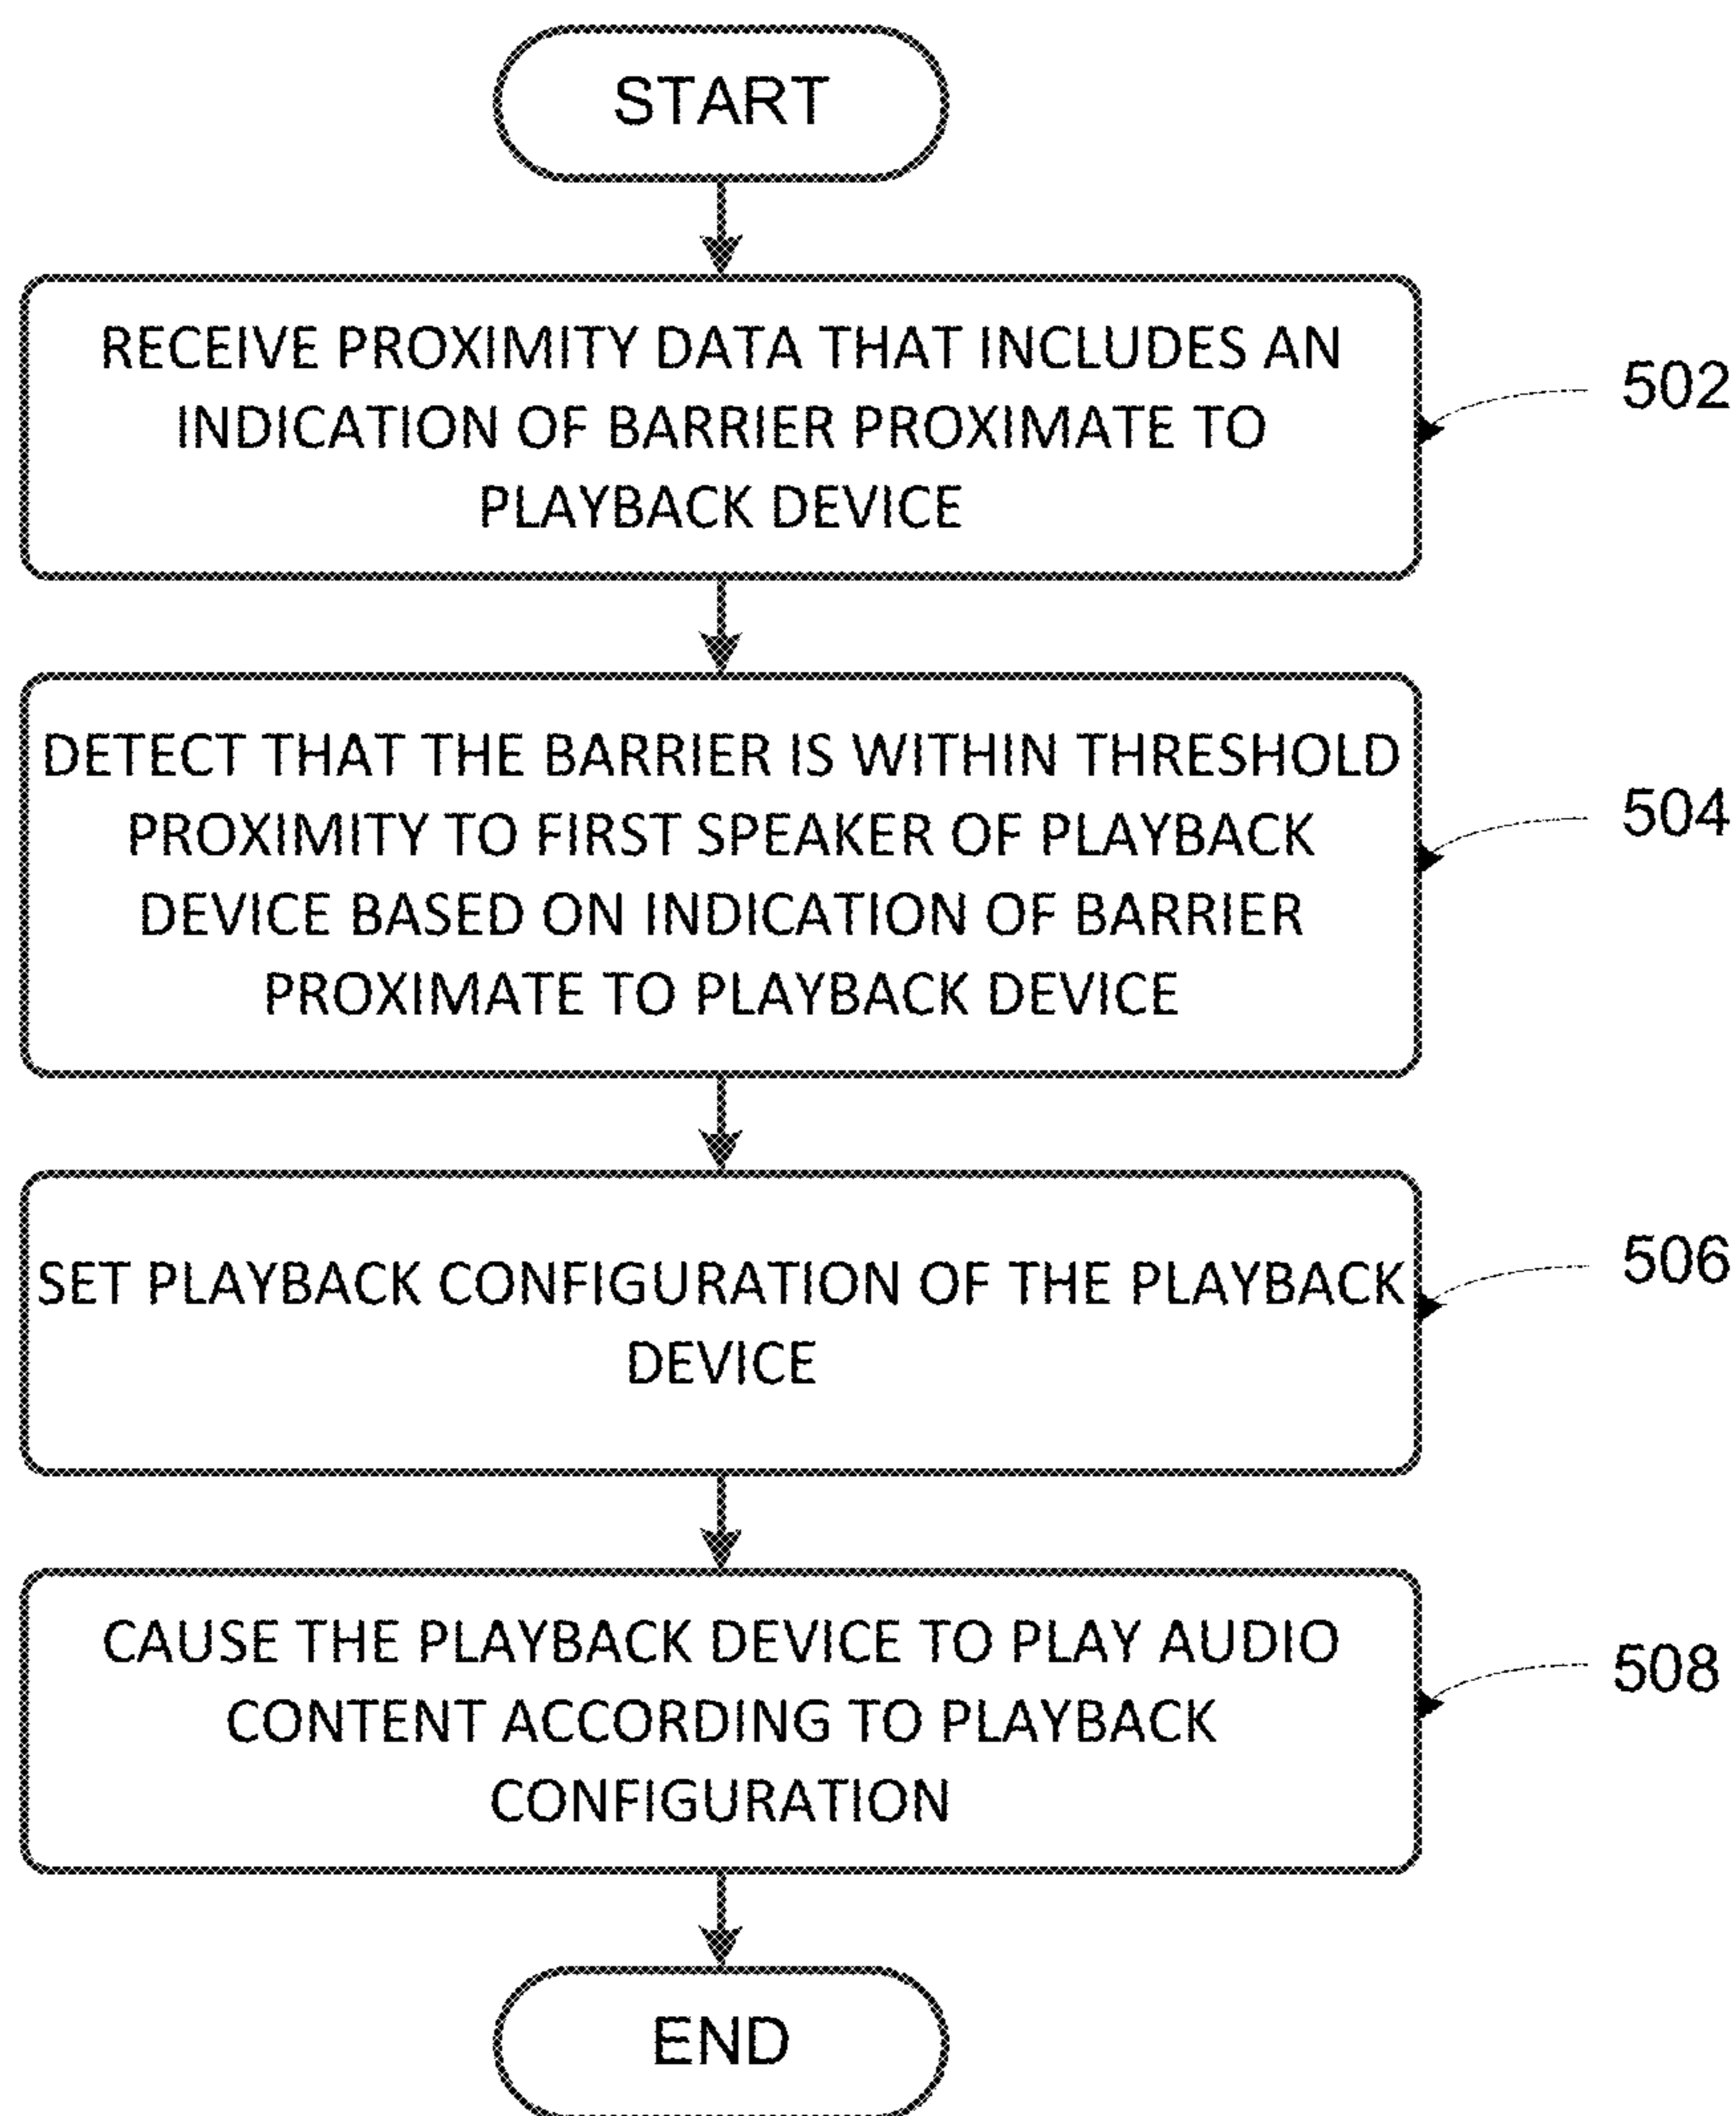 START
RECEIVE PROXIMITY DATA THAT INCLUDES AN
INDICATION OF BARRIER PROXIMATE TO
PLAYBACK DEVICE
502
DETECT THAT THE BARRIER IS WITHIN THRESHOLD
PROXIMITY TO FIRST SPEAKER OF PLAYBACK
DEVICE BASED ON INDICATION OF BARRIER
PROXIMATE TO PLAYBACK DEVICE
504
SET PLAYBACK CONFIGURATION OF THE PLAYBACK
DEVICE
506
CAUSE THE PLAYBACK DEVICE TO PLAY AUDIO
CONTENT ACCORDING TO PLAYBACK
CONFIGURATION
508
END